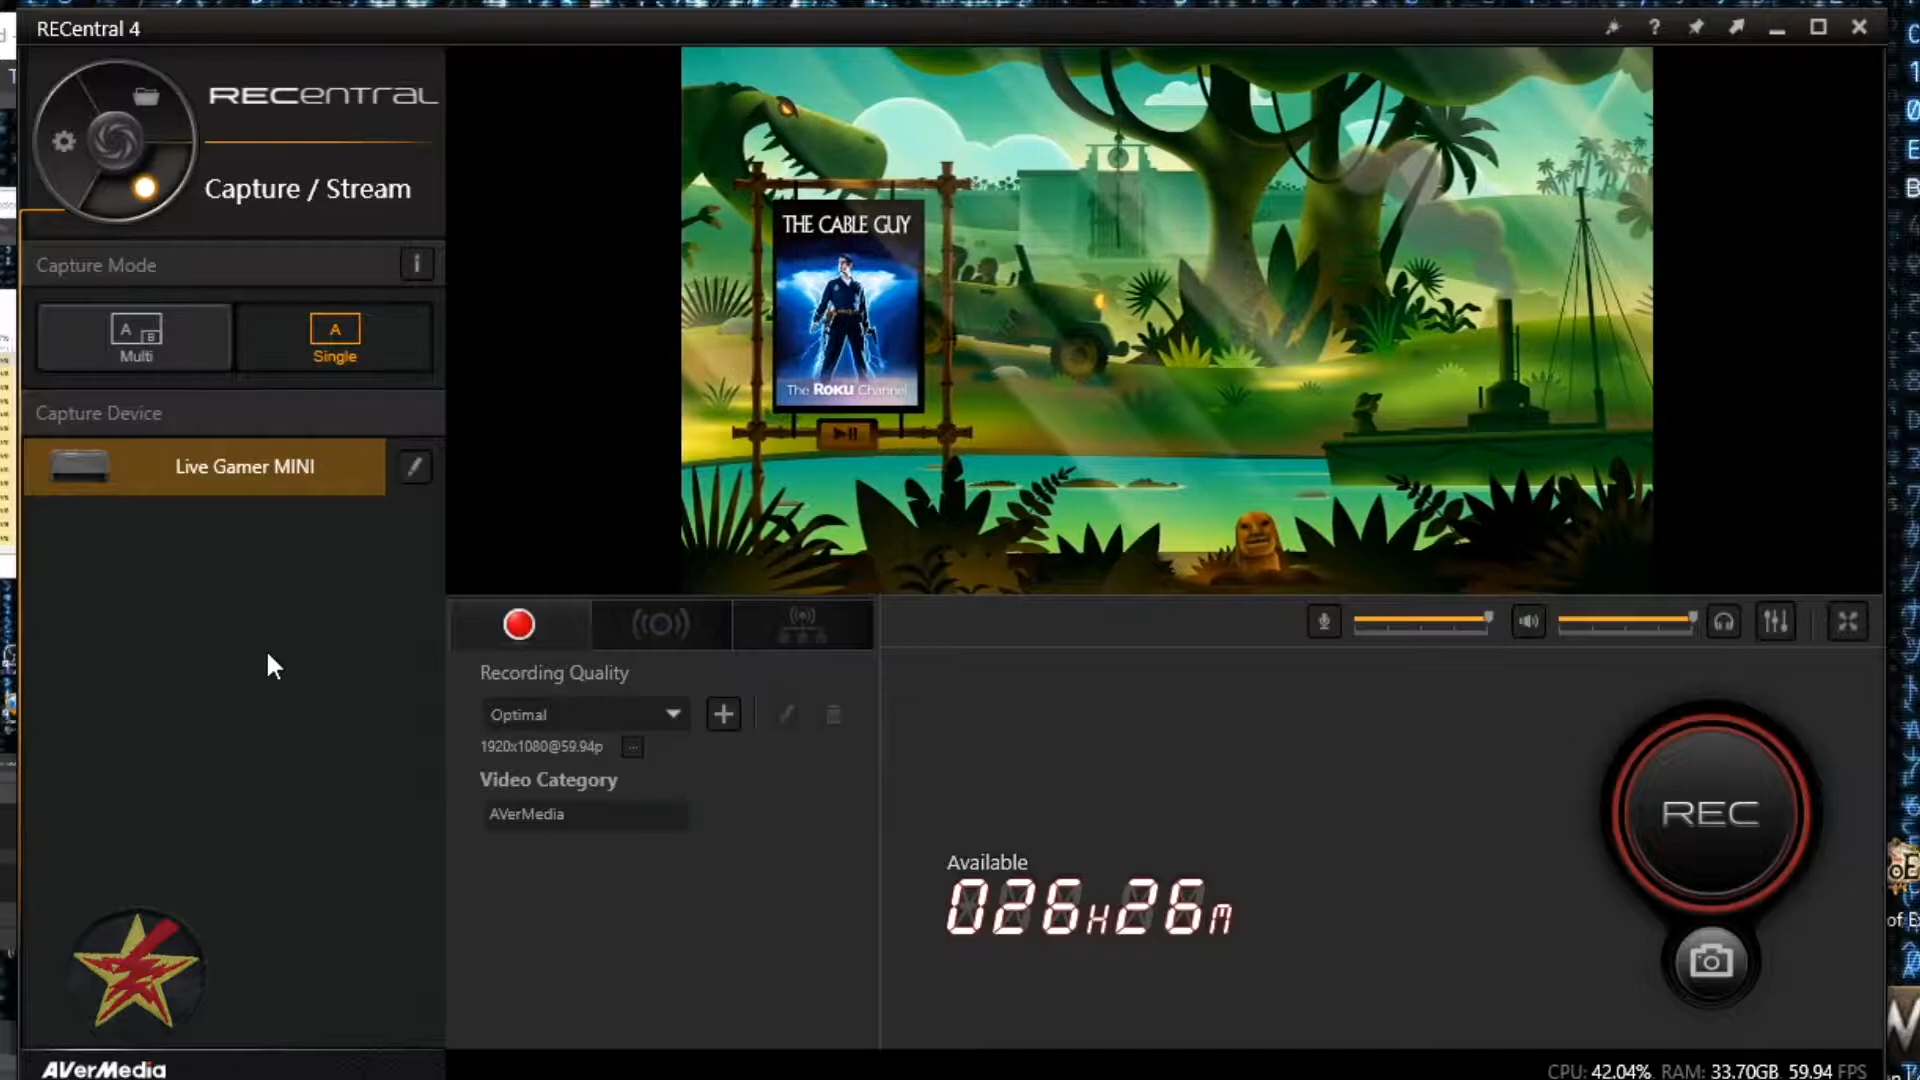 RECentral 4
RECentral
Capture / Stream
Capture Mode
i
A B
Multi
A
Single
Capture Device
Live Gamer MINI
THE CABLE GUY
The Roku Channel
Recording Quality
Optimal
1920x1080@59.94p
...
Video Category
AVerMedia
Available
026H26M
REC
AVerMedia
CPU: 42.04% RAM: 33.70GB 59.94 FPS
of E